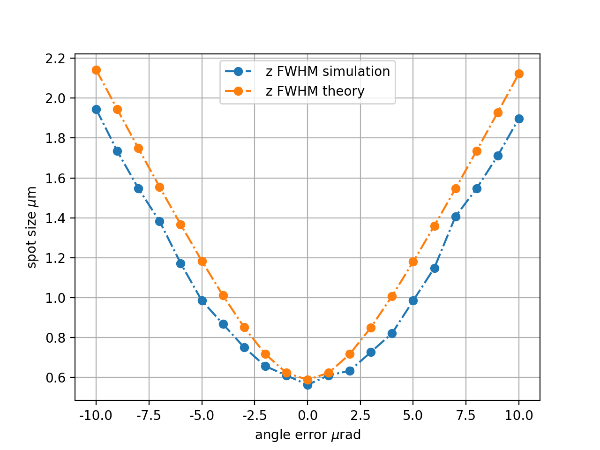 2.2
2.0
1.8
1.6
1.4
1.2
1.0
0.8
0.6
spot size μm
z FWHM simulation
z FWHM theory
-10.0 -7.5 -5.0 -2.5 0.0 2.5 5.0 7.5 10.0
angle error μrad